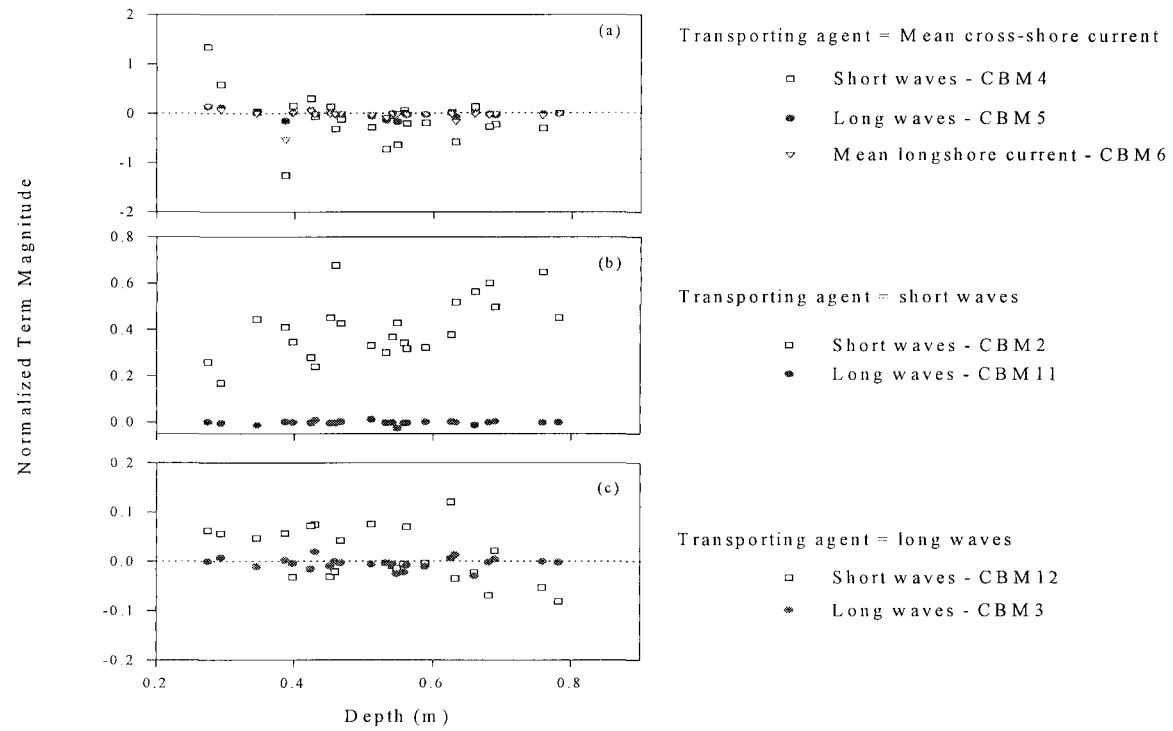 (a)
Transporting agent = Mean cross-shore current
Short waves - CBM4
Long waves - CBM5
Mean longshore current - CBM6
2
1
0
-1
-2
Normalized Term Magnitude
(b)
Transporting agent = short waves
Short waves - CBM2
Long waves - CBM11
0.8
0.6
0.4
0.2
0.0
(c)
Transporting agent = long waves
Short waves - CBM12
Long waves - CBM3
0.2
0.1
0.0
-0.1
-0.2
0.2 0.4 0.6 0.8
Depth (m)